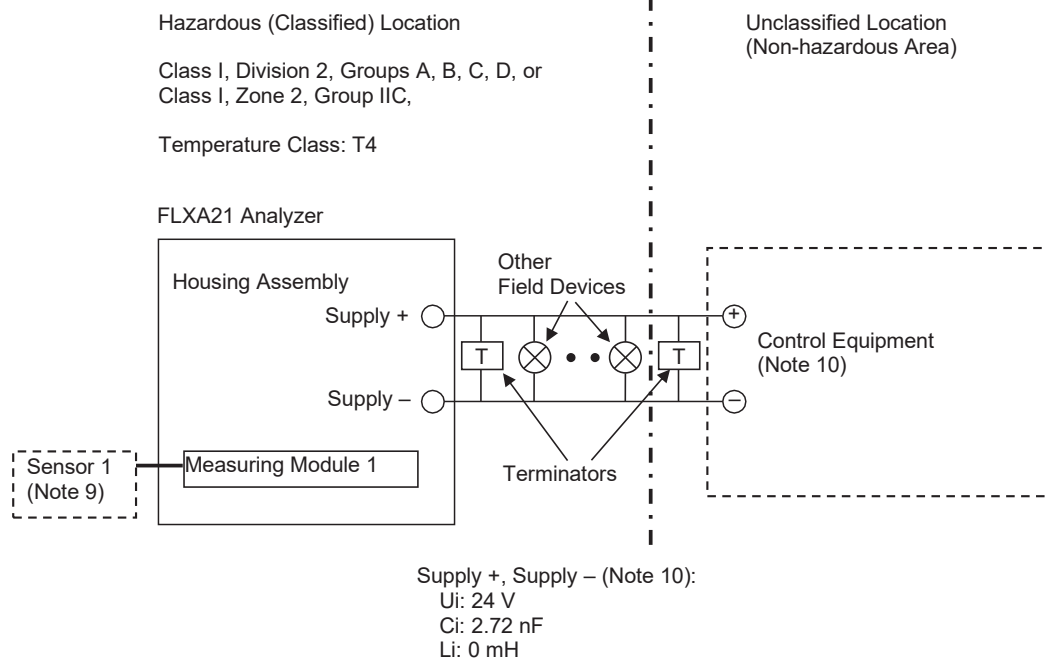 Hazardous (Classified) Location
Unclassified Location
(Non-hazardous Area)
Class I, Division 2, Groups A, B, C, D, or
Class I, Zone 2, Group IIC,
Temperature Class: T4
FLXA21 Analyzer
Housing Assembly
Other
Field Devices
Supply +
+
T
T
Control Equipment
(Note 10)
Supply –
–
Sensor 1
(Note 9)
Measuring Module 1
Terminators
Supply +, Supply – (Note 10):
Ui: 24 V
Ci: 2.72 nF
Li: 0 mH